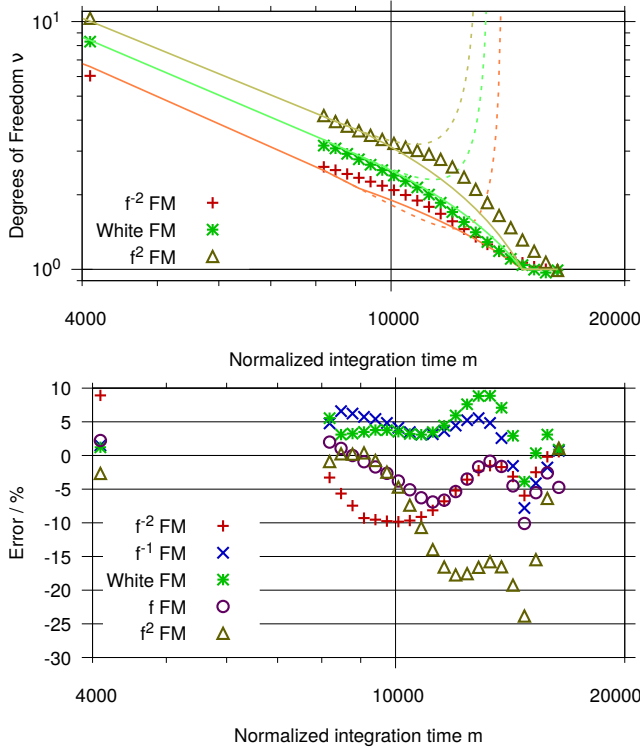 10¹
10⁰
Degrees of Freedom ν
f⁻² FM
White FM
f² FM
4000
10000
20000
Normalized integration time m
10
5
0
-5
-10
-15
-20
-25
-30
Error / %
f⁻² FM
f⁻¹ FM
White FM
f FM
f² FM
4000
10000
20000
Normalized integration time m